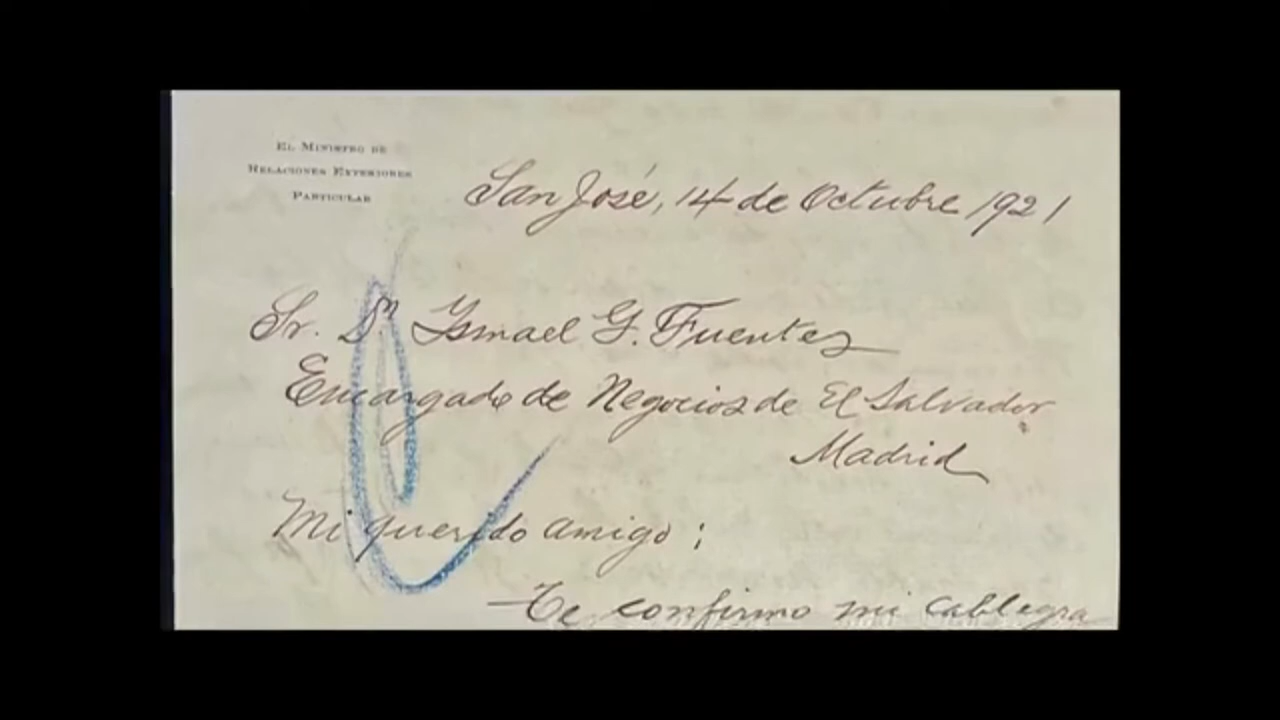 EL MINISTRO DE
RELACIONES EXTERIORES
PARTICULAR
San José, 14 de Octubre 1921
Sr. Dn Ysmael G. Fuentes
Encargado de Negocios de El Salvador
Madrid
Mi querido amigo;
Te confirmo mi cablegra